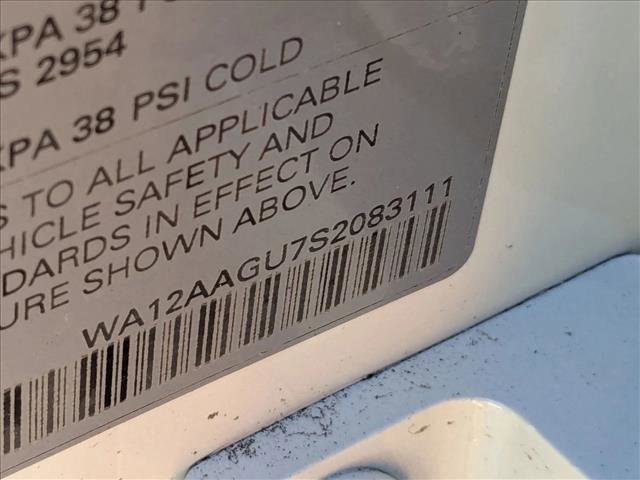 KPA 38
S 2954
KPA 38 PSI COLD
S TO ALL APPLICABLE
HICLE SAFETY AND
DARDS IN EFFECT ON
URE SHOWN ABOVE.
WA12AAGU7S2083111